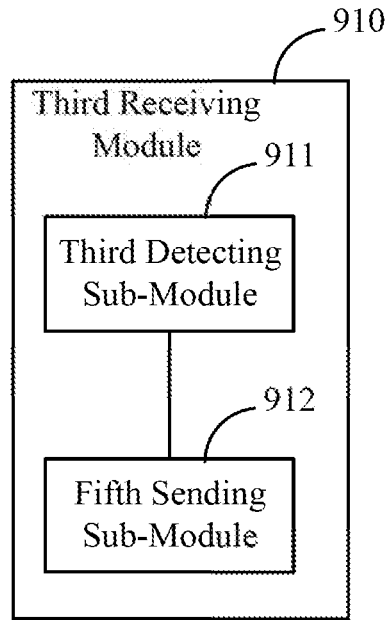 910
Third Receiving
Module
911
Third Detecting
Sub-Module
912
Fifth Sending
Sub-Module